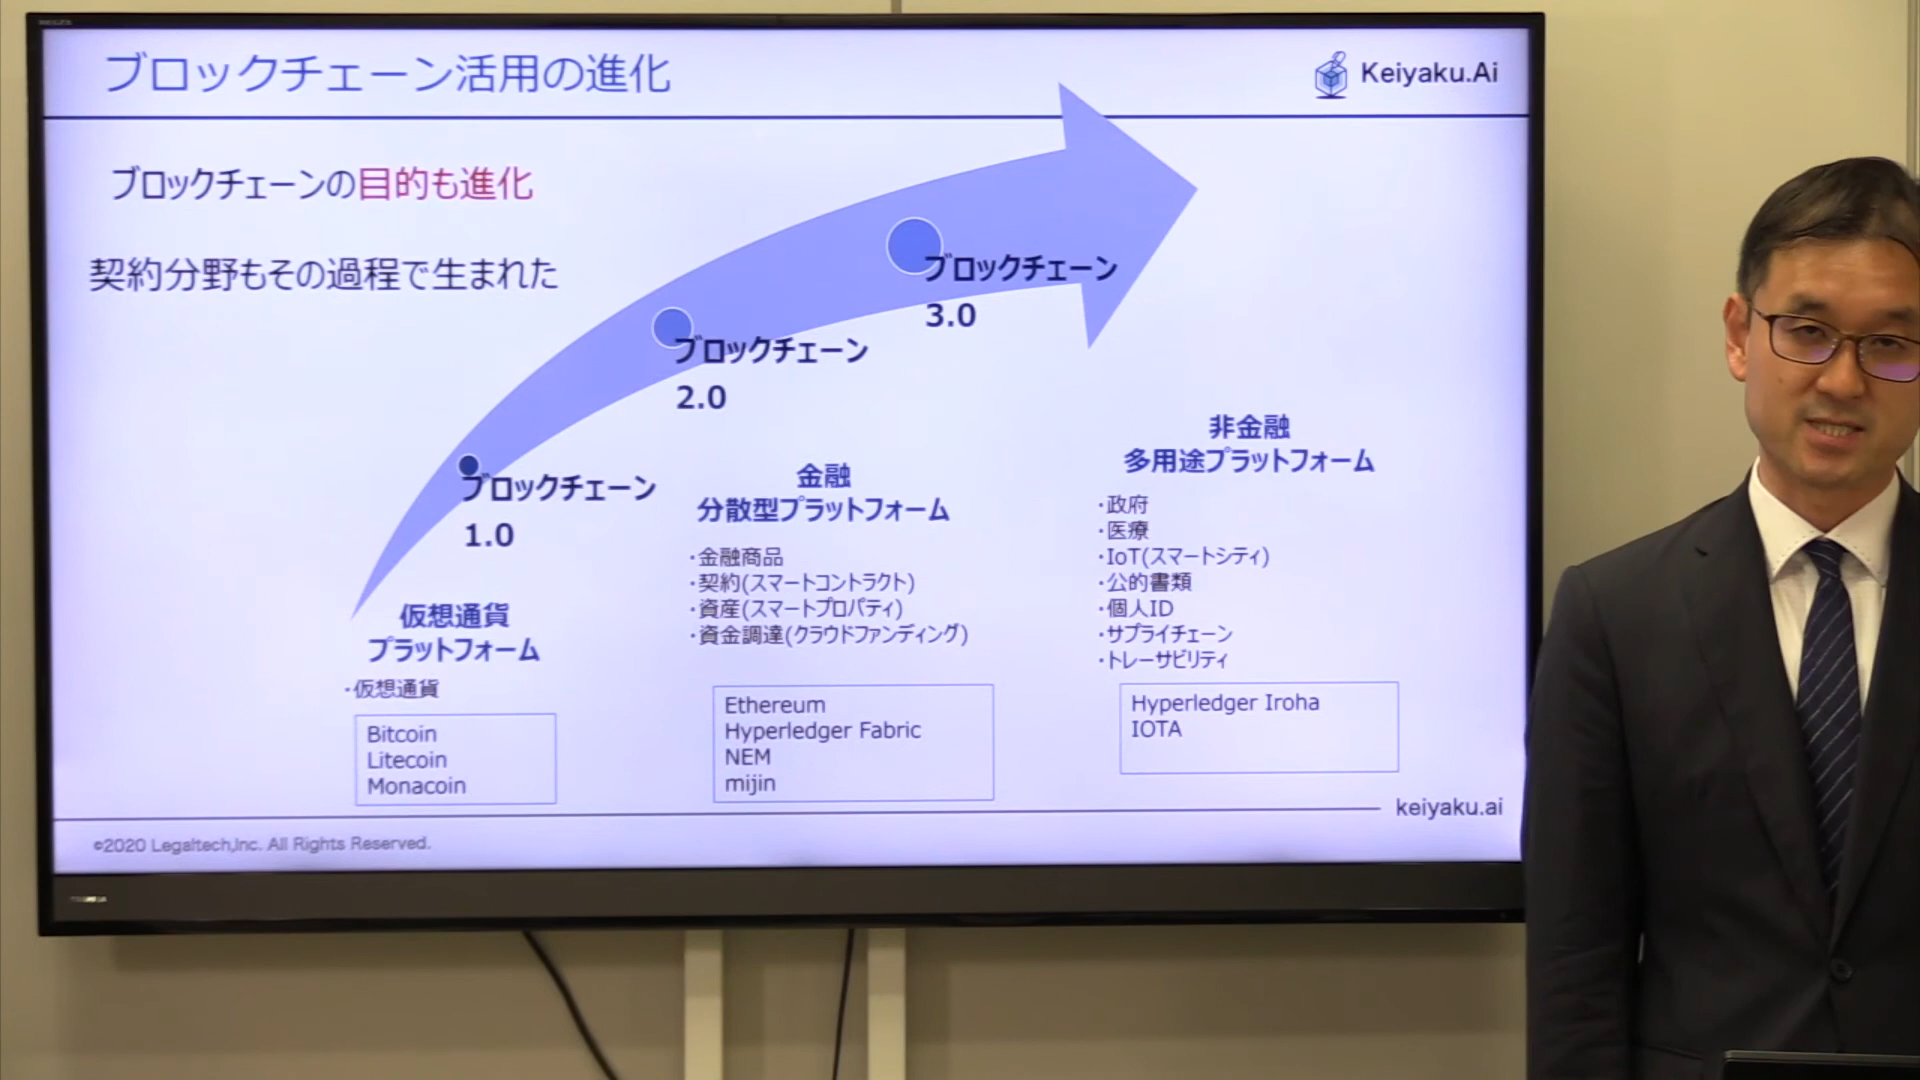 ブロックチェーン活用の進化
Keiyaku.Ai
ブロックチェーンの目的も進化
契約分野もその過程で生まれた
ブロックチェーン
3.0
ブロックチェーン
2.0
ブロックチェーン
1.0
仮想通貨
プラットフォーム
・仮想通貨
Bitcoin
Litecoin
Monacoin
金融
分散型プラットフォーム
・金融商品
・契約(スマートコントラクト)
・資産(スマートプロパティ)
・資金調達(クラウドファンディング)
Ethereum
Hyperledger Fabric
NEM
mijin
非金融
多用途プラットフォーム
・政府
・医療
・IoT(スマートシティ)
・公的書類
・個人ID
・サプライチェーン
・トレーサビリティ
Hyperledger Iroha
IOTA
keiyaku.ai
©2020 Legaltech,Inc. All Rights Reserved.